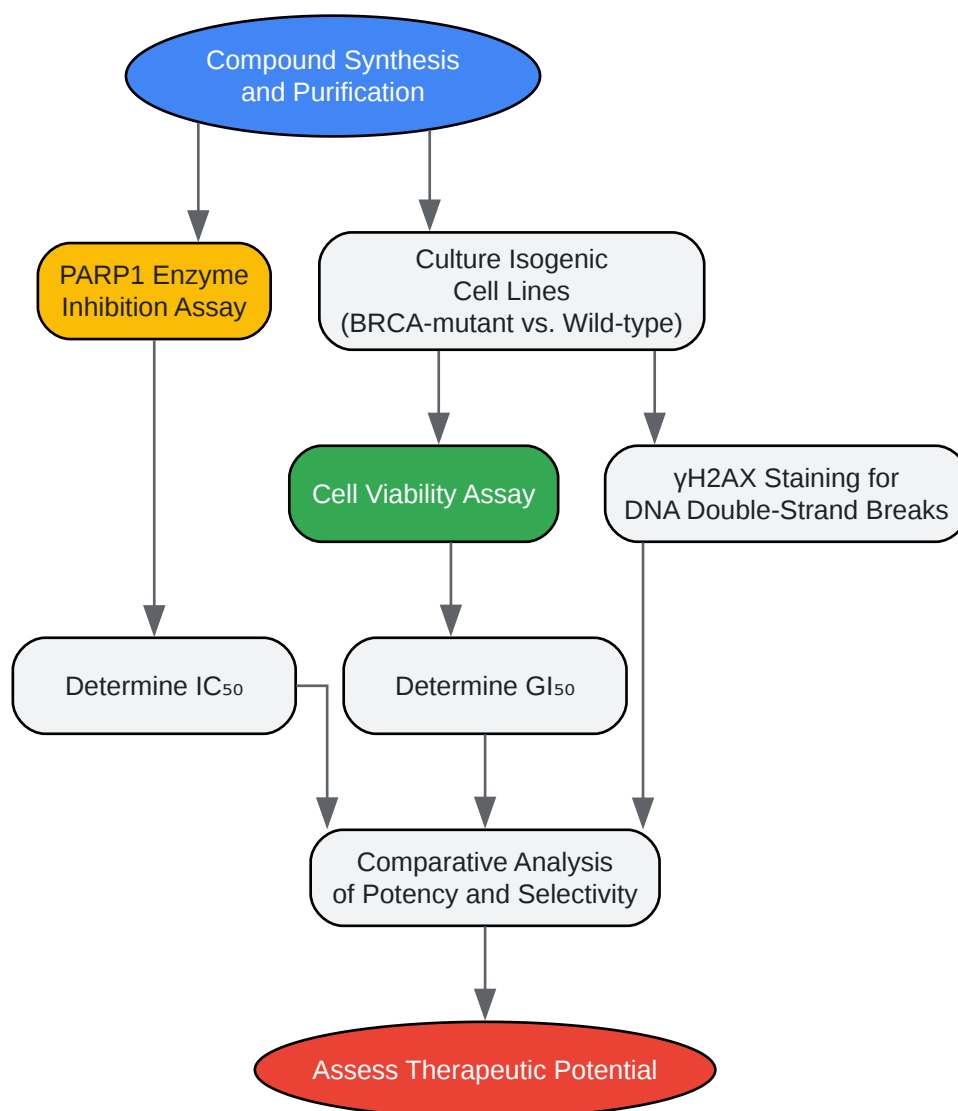 Compound Synthesis
and Purification
PARP1 Enzyme
Inhibition Assay
Culture Isogenic
Cell Lines
(BRCA-mutant vs. Wild-type)
Cell Viability Assay
γH2AX Staining for
DNA Double-Strand Breaks
Determine IC₅₀
Determine GI₅₀
Comparative Analysis
of Potency and Selectivity
Assess Therapeutic Potential